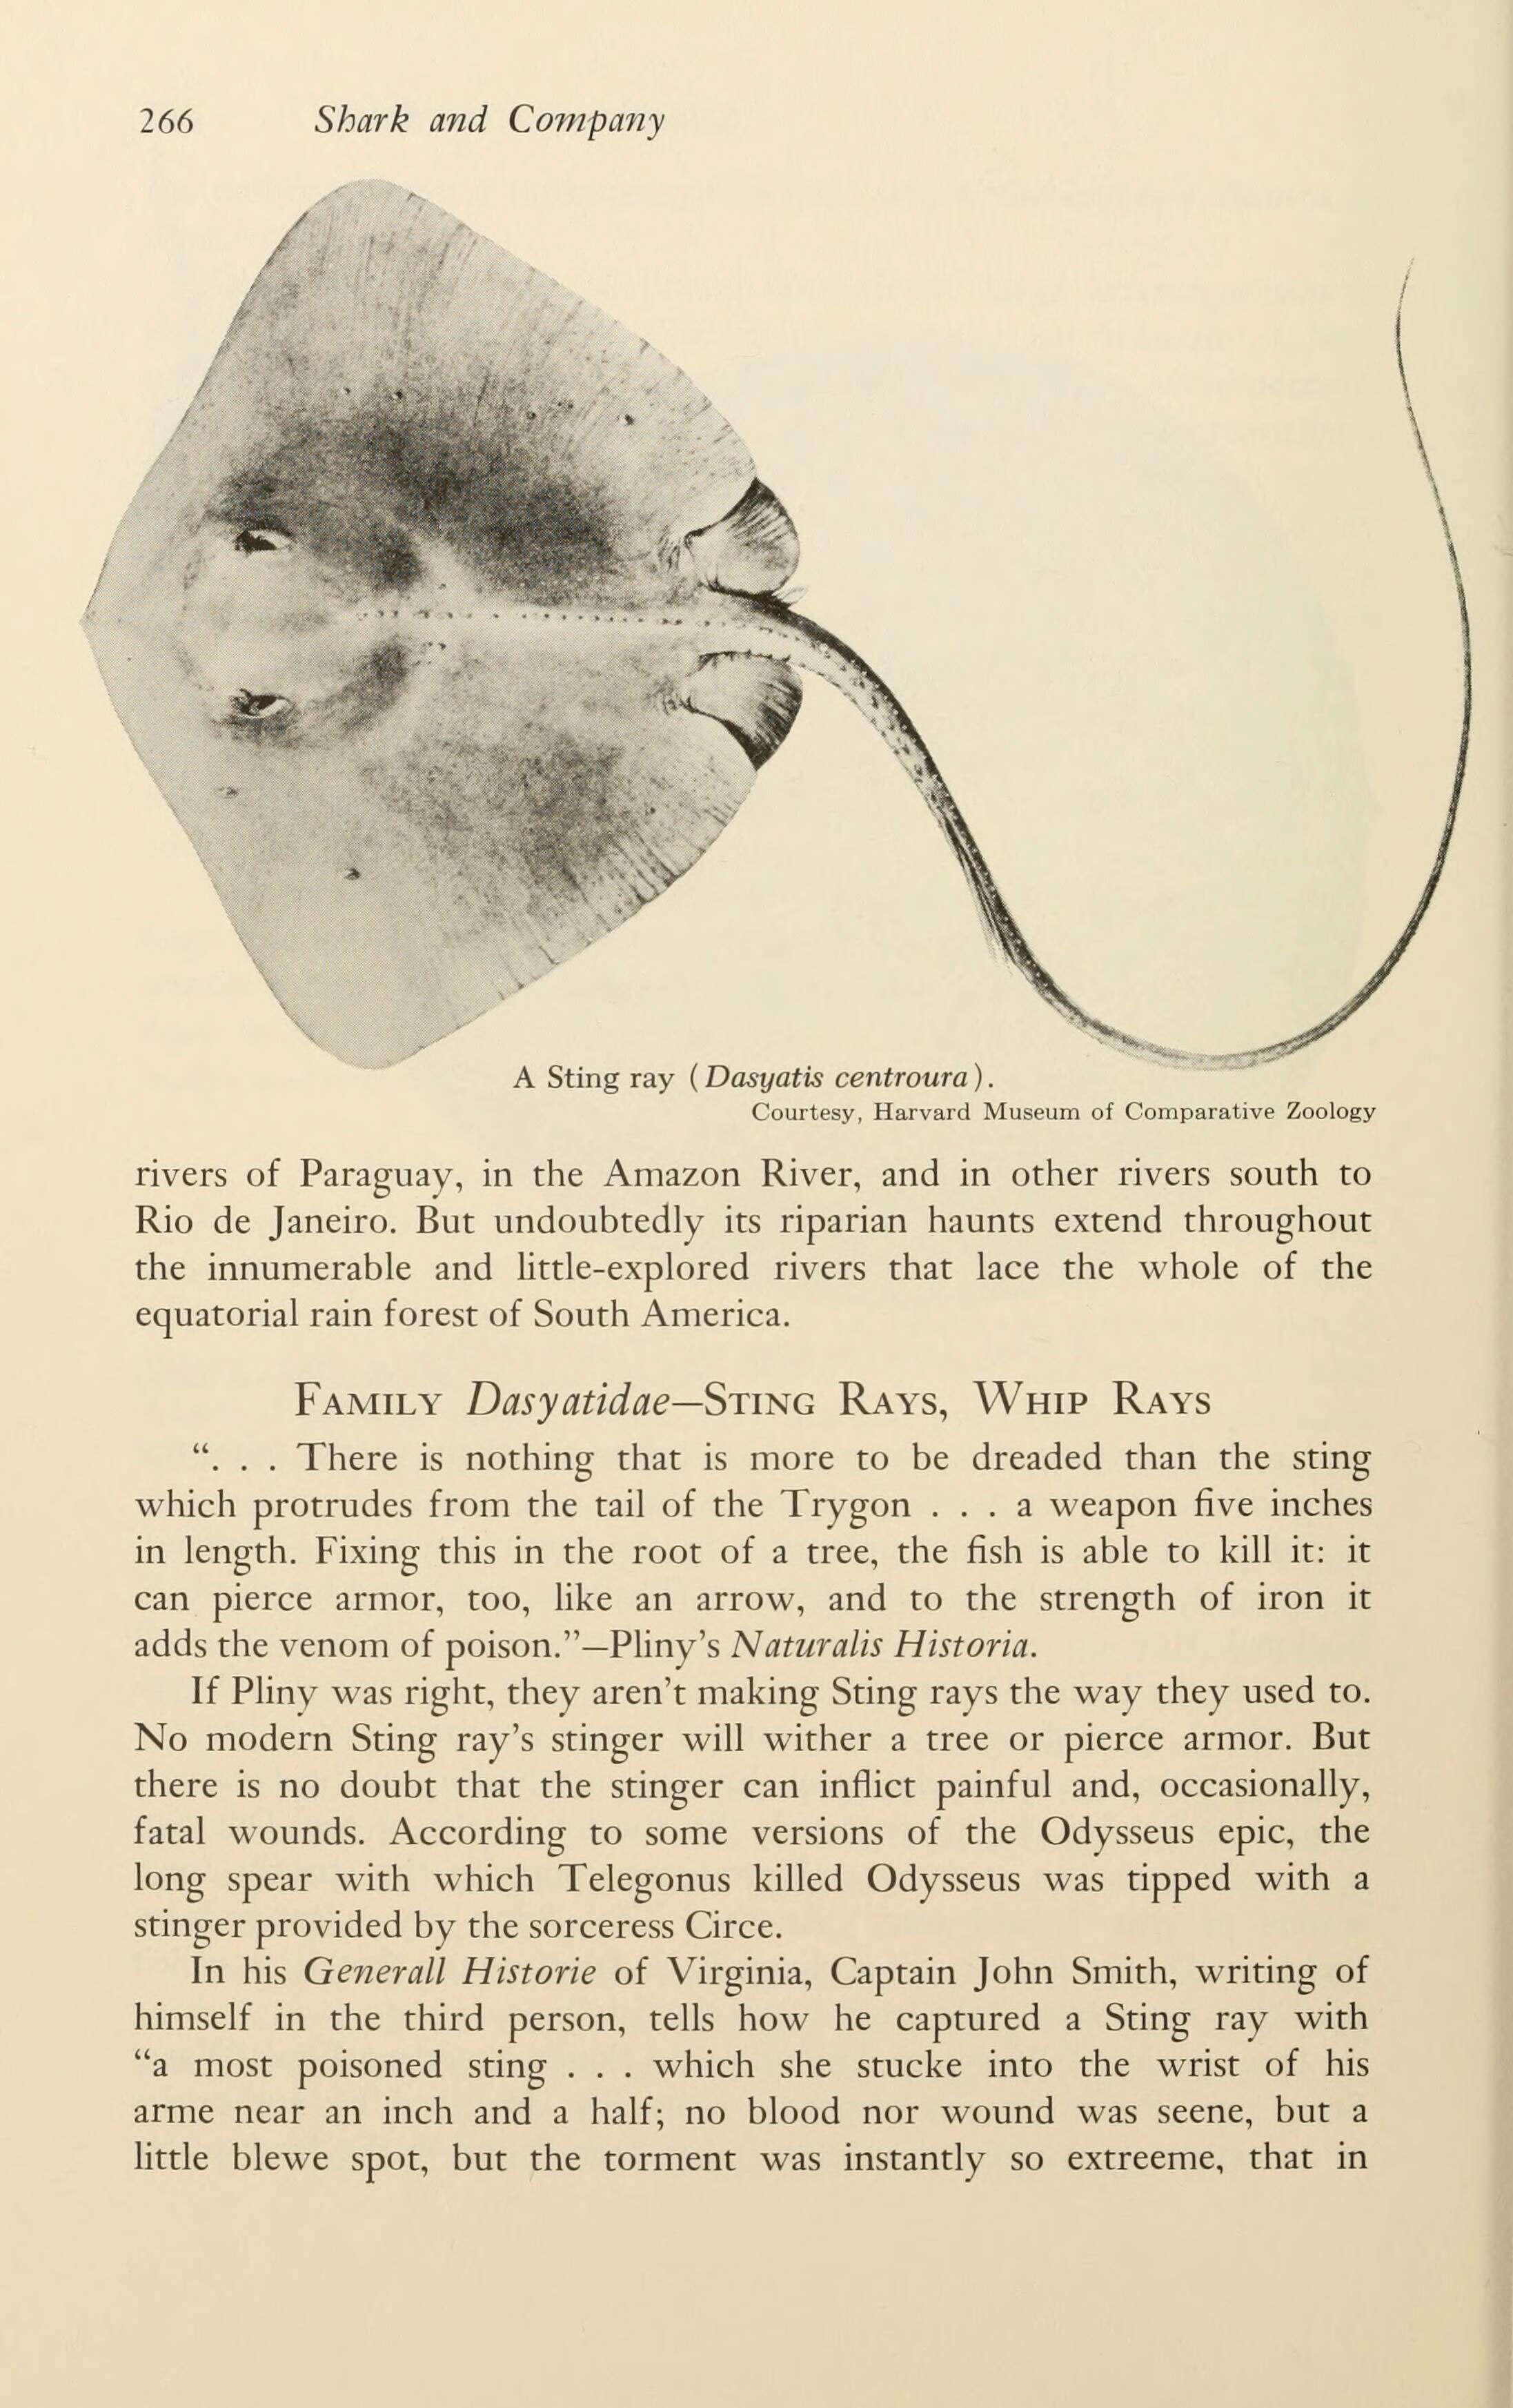 266 Shark and Company
A Sting ray (Dasyatis centroura).
Courtesy, Harvard Museum of Comparative Zoology
rivers of Paraguay, in the Amazon River, and in other rivers south to
Rio de Janeiro. But undoubtedly its riparian haunts extend throughout
the innumerable and little-explored rivers that lace the whole of the
equatorial rain forest of South America.
Family Dasyatidae—Sting Rays, Whip Rays
“. . . There is nothing that is more to be dreaded than the sting
which protrudes from the tail of the Trygon . . . a weapon five inches
in length. Fixing this in the root of a tree, the fish is able to kill it: it
can pierce armor, too, like an arrow, and to the strength of iron it
adds the venom of poison.”—Pliny’s Naturalis Historia.
If Pliny was right, they aren’t making Sting rays the way they used to.
No modern Sting ray’s stinger will wither a tree or pierce armor. But
there is no doubt that the stinger can inflict painful and, occasionally,
fatal wounds. According to some versions of the Odysseus epic, the
long spear with which Telegonus killed Odysseus was tipped with a
stinger provided by the sorceress Circe.
In his Generall Historie of Virginia, Captain John Smith, writing of
himself in the third person, tells how he captured a Sting ray with
“a most poisoned sting . . . which she stucke into the wrist of his
arme near an inch and a half; no blood nor wound was seene, but a
little blewe spot, but the torment was instantly so extreeme, that in